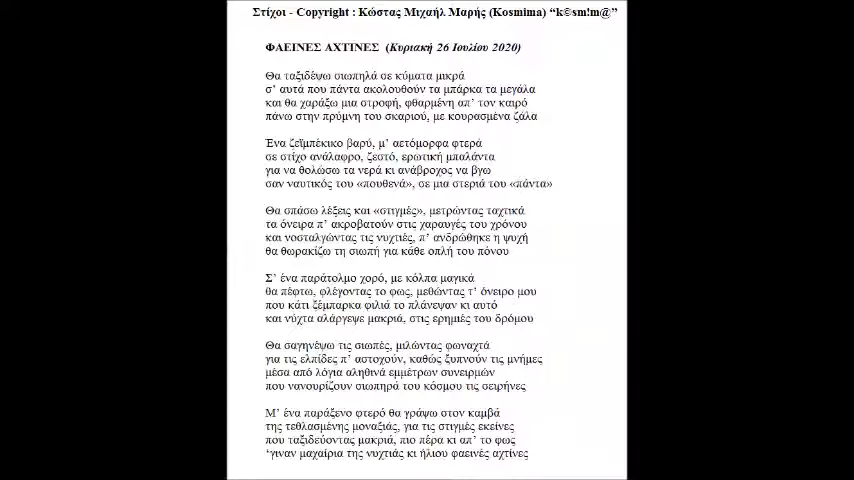 Στίχοι - Copyright : Κώστας Μιχαήλ Μαρής (Kosmima) “k©sm!m@”
ΦΑΕΙΝΕΣ ΑΧΤΙΝΕΣ (Κυριακή 26 Ιουλίου 2020)
Θα ταξιδέψω σιωπηλά σε κύματα μικρά
σ’ αυτά που πάντα ακολουθούν τα μπάρκα τα μεγάλα
και θα χαράξω μια στροφή, φθαρμένη απ’ τον καιρό
πάνω στην πρύμνη του σκαριού, με κουρασμένα ζάλα
Ένα ζεϊμπέκικο βαρύ, μ’ αετόμορφα φτερά
σε στίχο ανάλαφρο, ζεστό, ερωτική μπαλάντα
για να θολώσω τα νερά κι ανάβροχος να βγω
σαν ναυτικός του «πουθενά», σε μια στεριά του «πάντα»
Θα σπάσω λέξεις και «στιγμές», μετρώντας ταχτικά
τα όνειρα π’ ακροβατούν στις χαραυγές του χρόνου
και νοσταλγώντας τις νυχτιές, π’ ανδρώθηκε η ψυχή
θα θωρακίζω τη σιωπή για κάθε οπλή του πόνου
Σ’ ένα παράτολμο χορό, με κόλπα μαγικά
θα πέφτω, φλέγοντας το φως, μεθώντας τ’ όνειρο μου
που κάτι ξέμπαρκα φιλιά το πλάνεψαν κι αυτό
και νύχτα αλάργεψε μακριά, στις ερημιές του δρόμου
Θα σαγηνέψω τις σιωπές, μιλώντας φωναχτά
για τις ελπίδες π’ αστοχούν, καθώς ξυπνούν τις μνήμες
μέσα από λόγια αληθινά εμμέτρων συνειρμών
που νανουρίζουν σιωπηρά του κόσμου τις σειρήνες
Μ’ ένα παράξενο φτερό θα γράψω στον καμβά
της τεθλασμένης μοναξιάς, για τις στιγμές εκείνες
που ταξιδεύοντας μακριά, πιο πέρα κι απ’ το φως
‘γιναν μαχαίρια της νυχτιάς κι ήλιου φαεινές αχτίνες